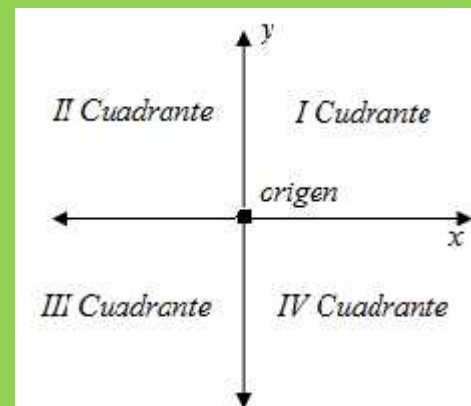 y
II Cuadrante
I Cudrante
origen
x
III Cuadrante
IV Cuadrante